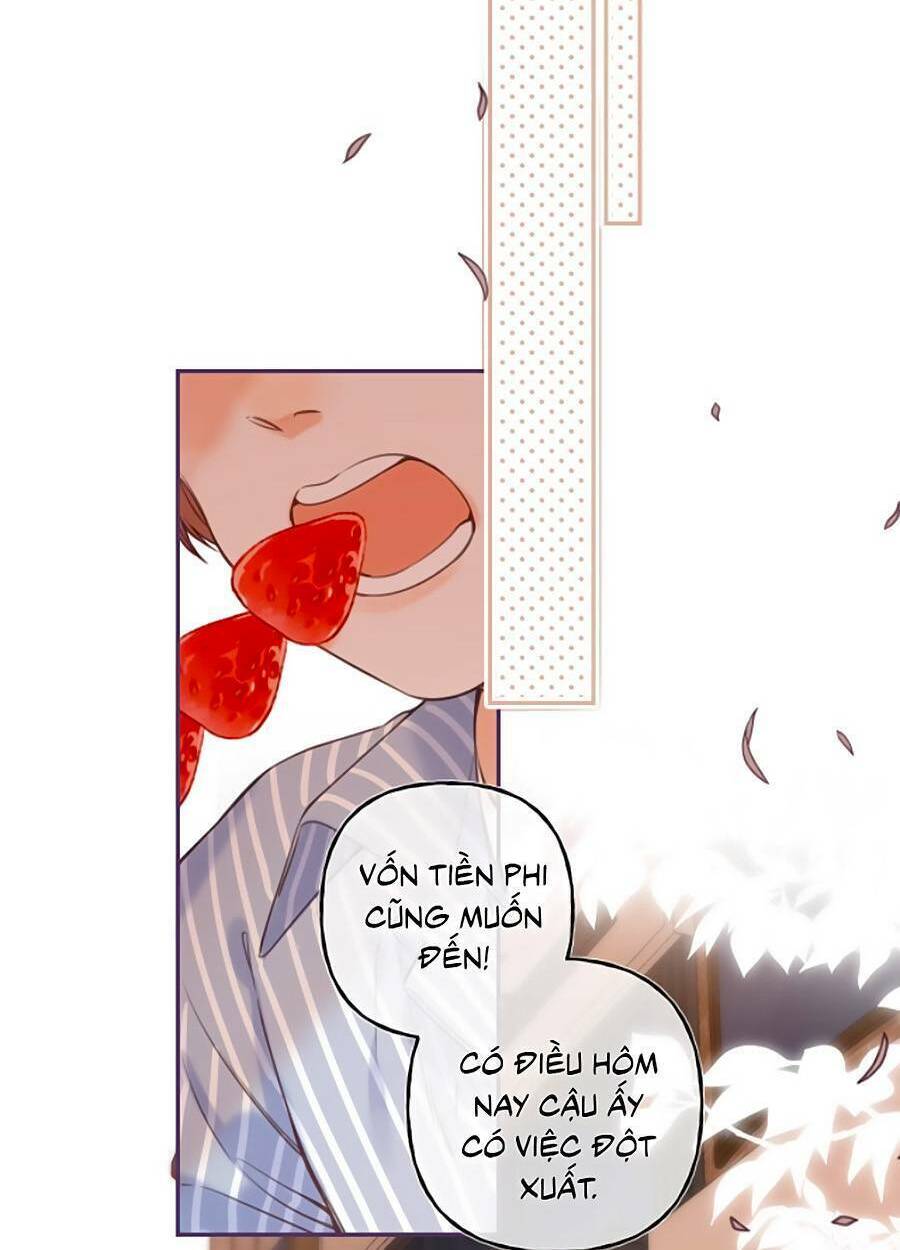 VỐN TIỀN PHI
CŨNG MUỐN
ĐẾN!
CÓ ĐIỀU HÔM
NAY CẬU ẤY
CÓ VIỆC ĐỘT
XUẤT.